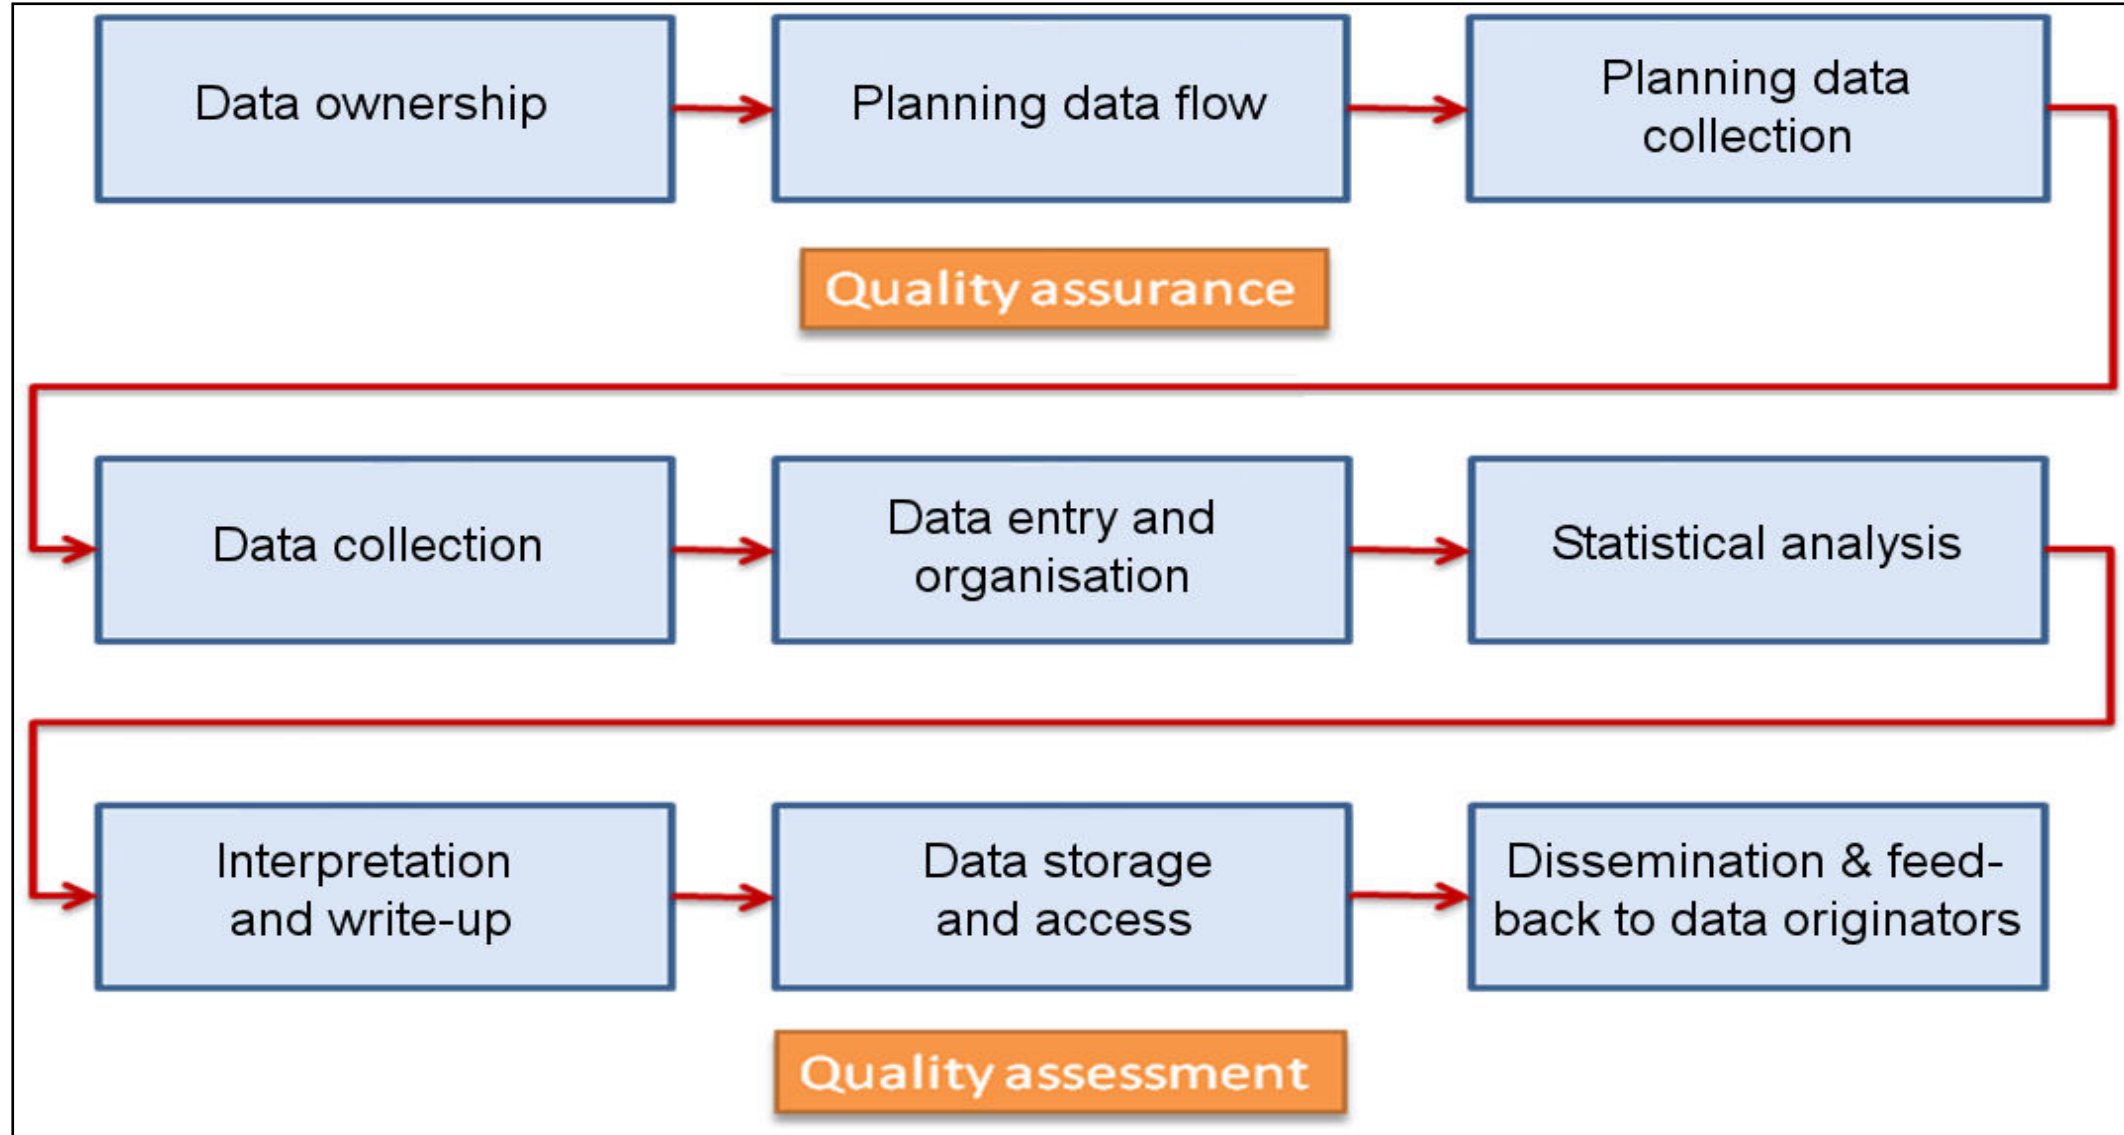 Data ownership
Planning data flow
Planning data
collection
Quality assurance
Data collection
Data entry and
organisation
Statistical analysis
Interpretation
and write-up
Data storage
and access
Dissemination & feed-
back to data originators
Quality assessment